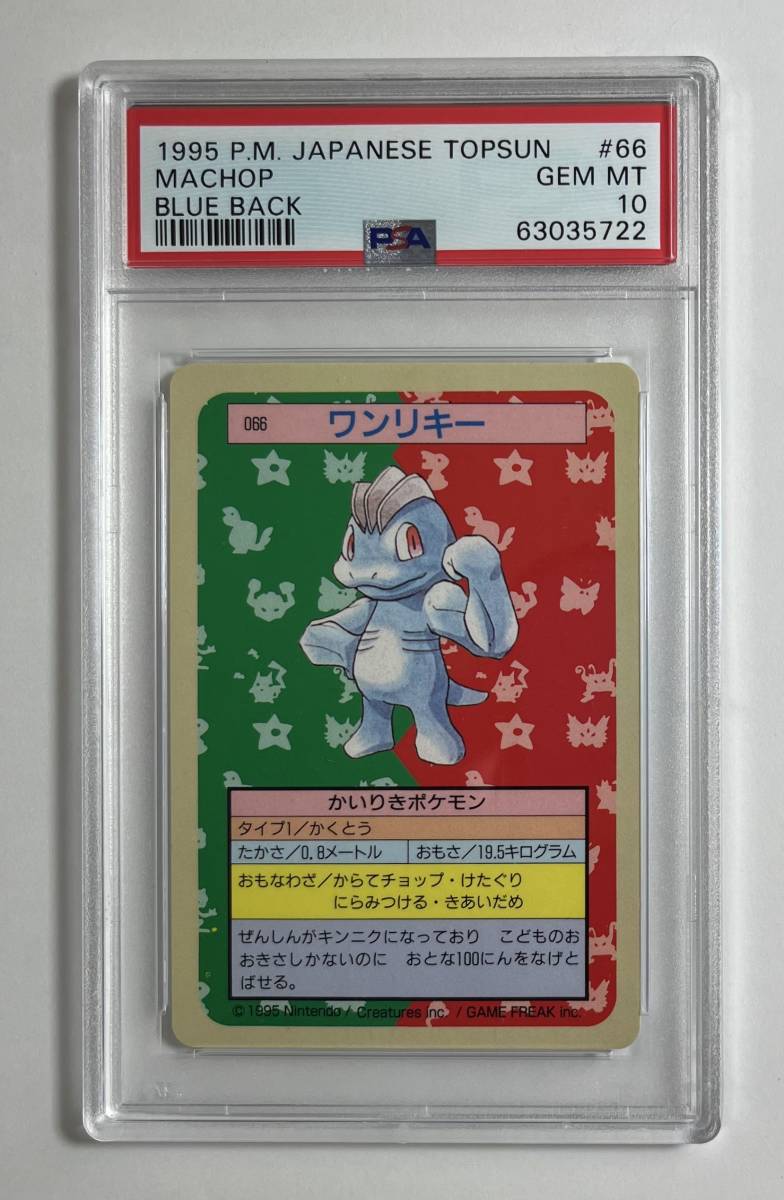 1995 P.M. JAPANESE TOPSUN #66
MACHOP GEM MT
BLUE BACK 10
PSA 63035722
066 ワンリキー
かいりきポケモン
タイプ1/かくとう
たかさ/0.8メートル おもさ/19.5キログラム
おもなわざ/からてチョップ・けたぐり
にらみつける・きあいだめ
ぜんしんがキンニクになっており こどものお
おきさしかないのに おとな100にんをなげと
ばせる。
© 1995 Nintendo / Creatures inc. / GAME FREAK inc.